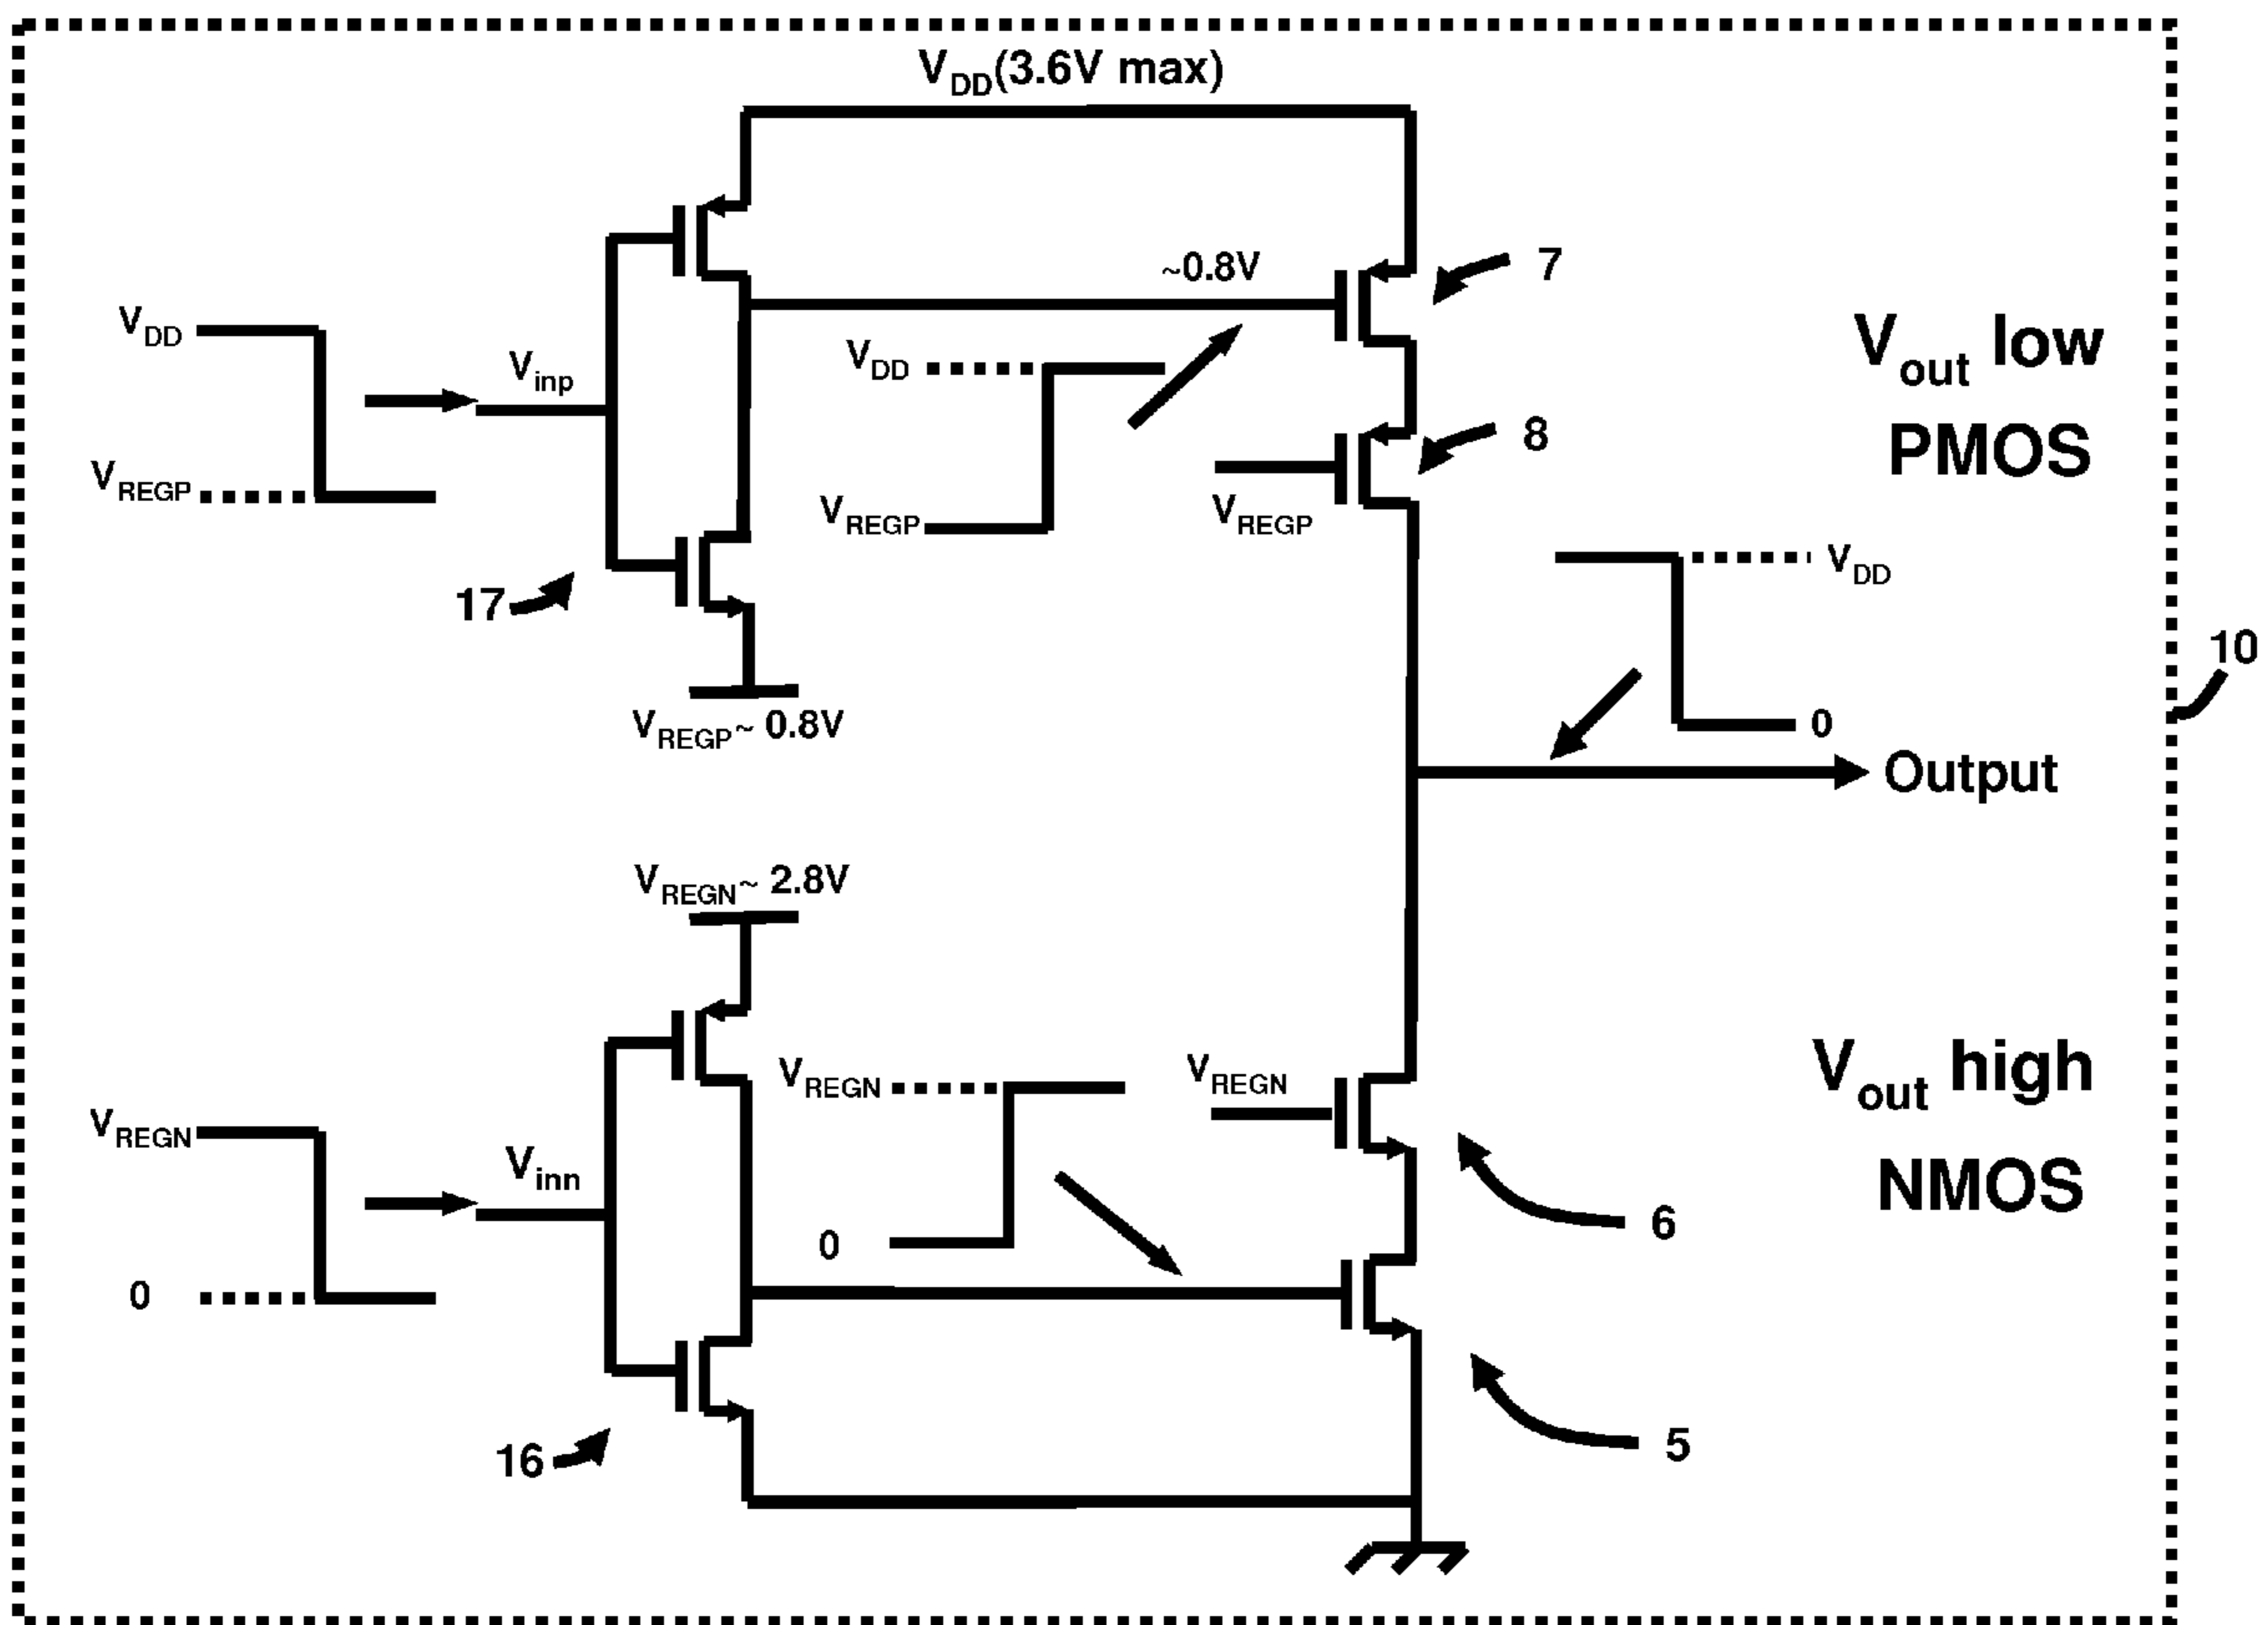 VDD(3.6V max)
7
~0.8V
VDD
VDD
Vinp
Vout low
PMOS
8
VREGP
VREGP
VREGP
VDD
17
10
VREGP~ 0.8V
0
Output
VREGN~ 2.8V
VREGN
VREGN
Vout high
NMOS
VREGN
Vinn
6
0
0
5
16